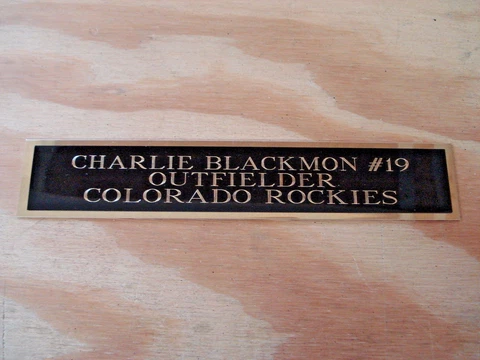 CHARLIE BLACKMON #19
OUTFIELDER
COLORADO ROCKIES